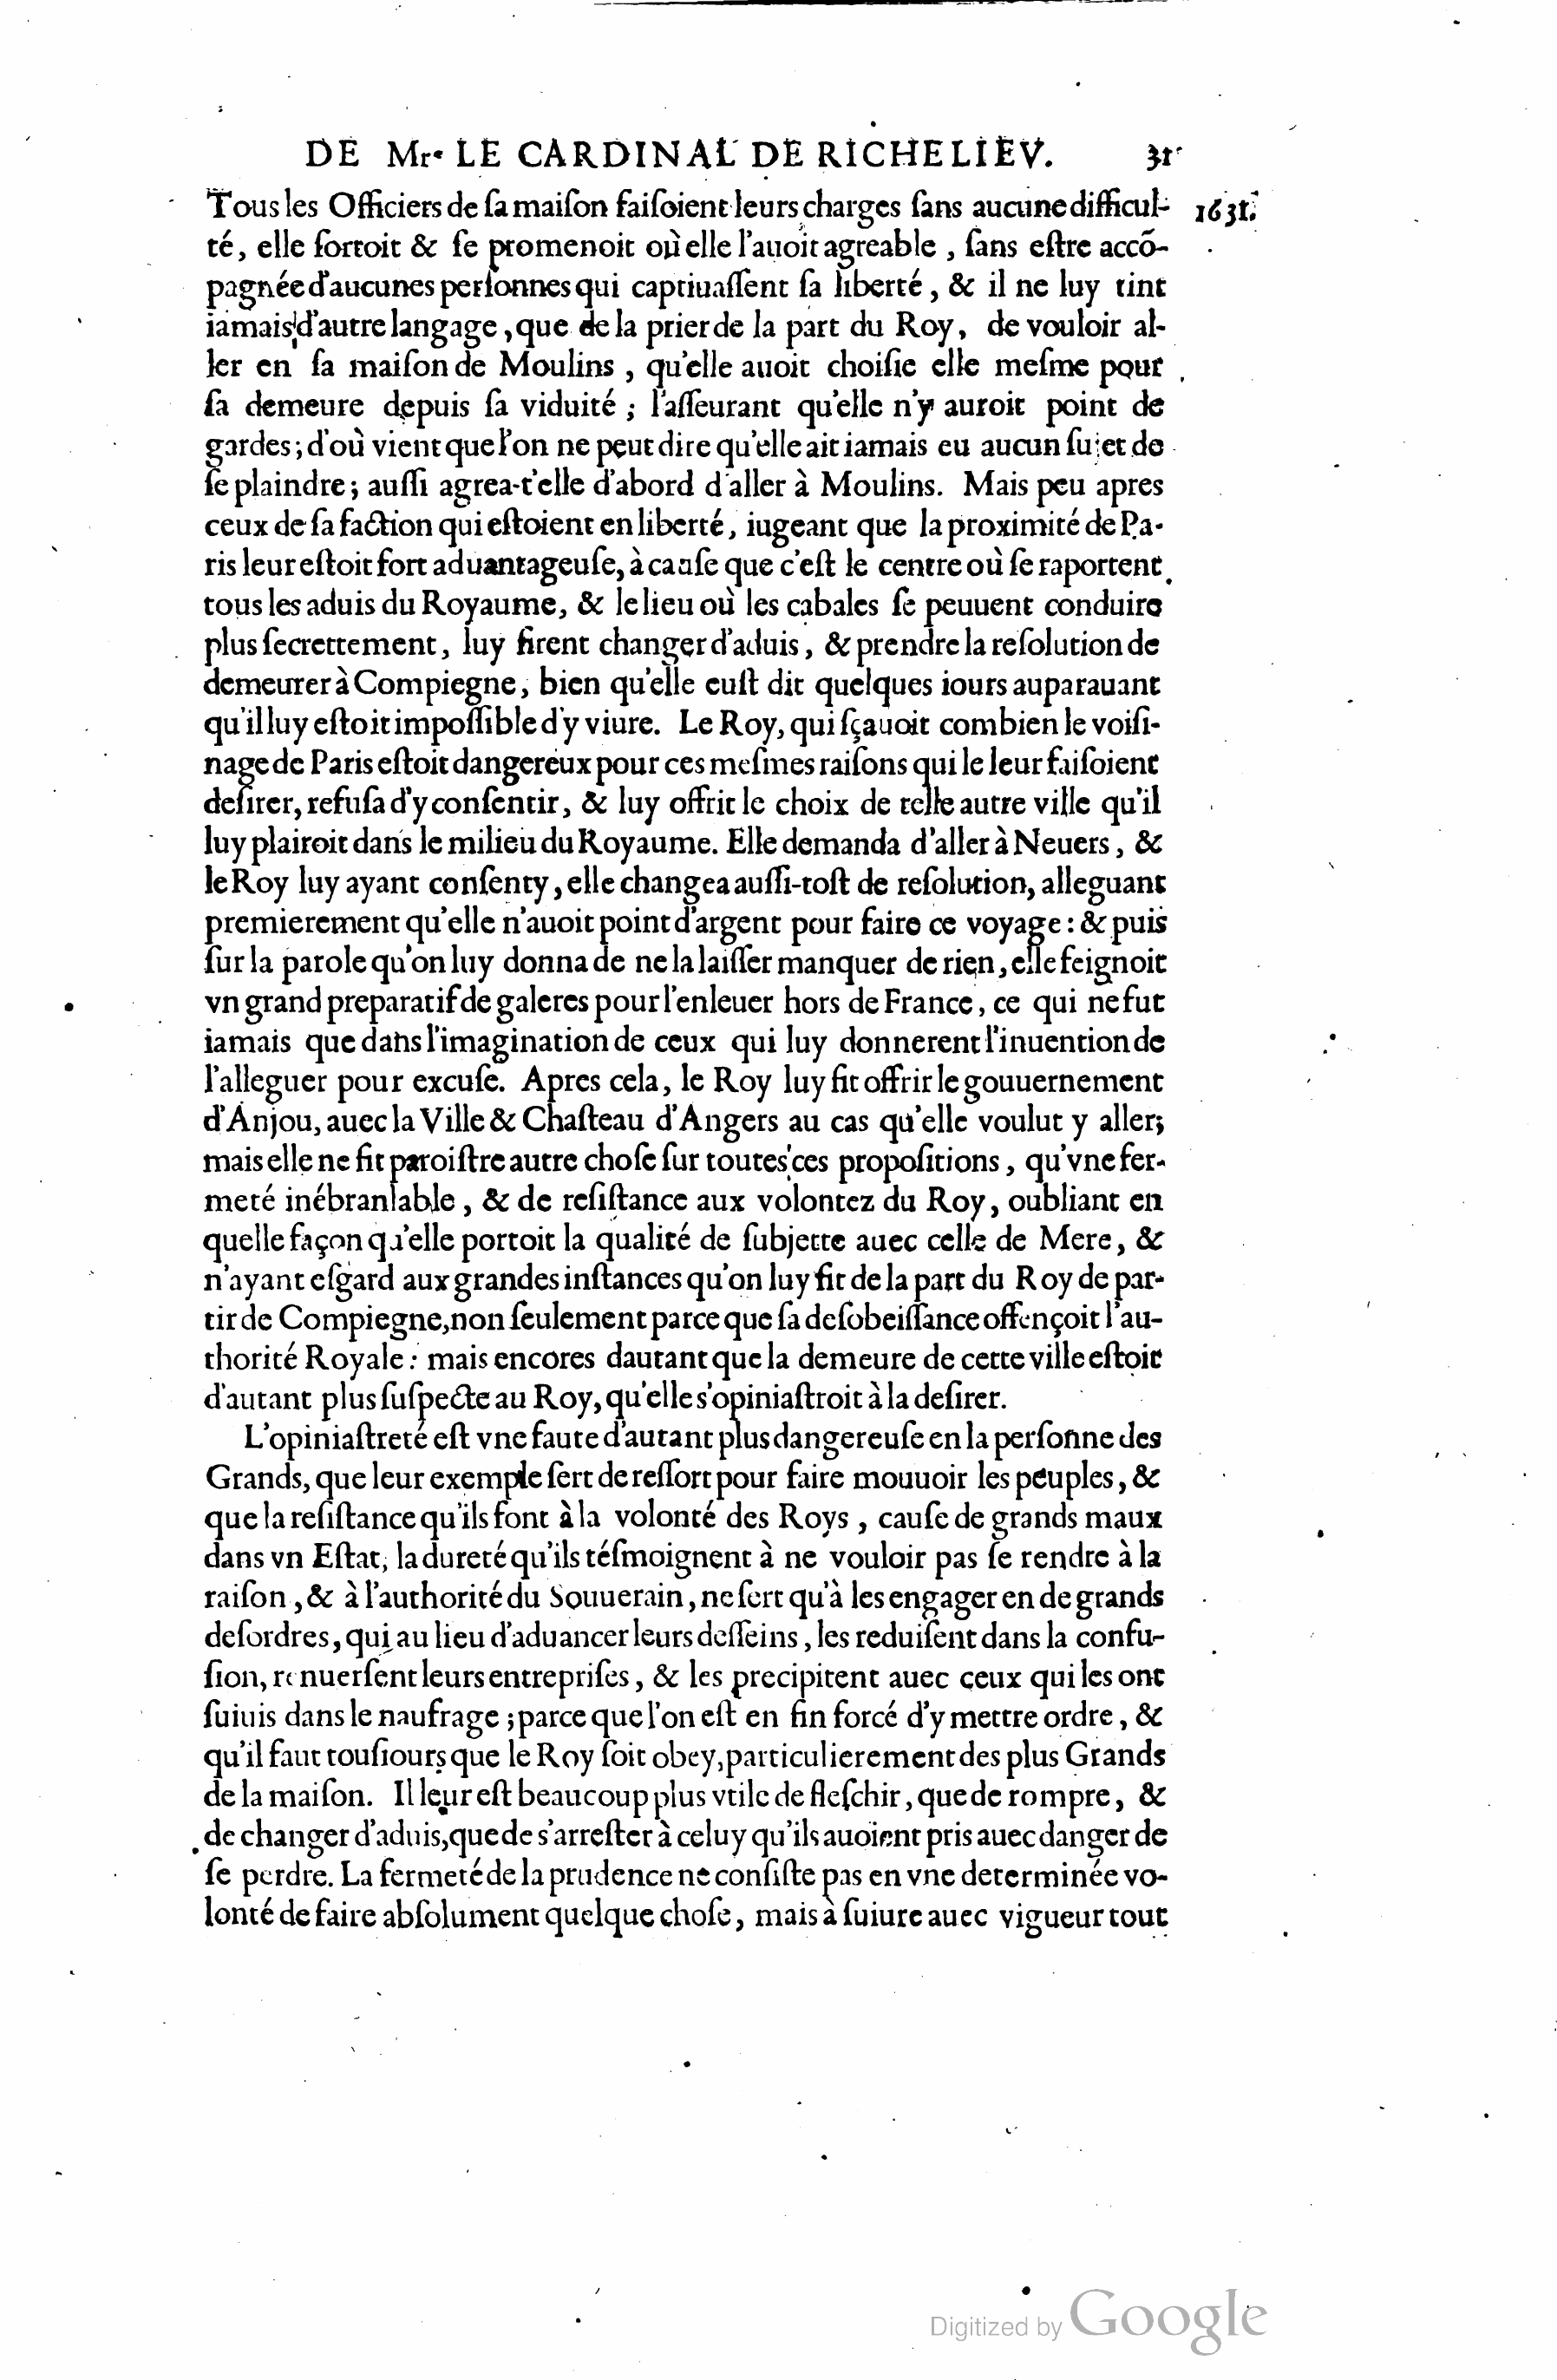 DE Mr. LE CARDINAL DE RICHELIEV. 31
Tous les Officiers de ſa maiſon faiſoient leurs charges ſans aucune difficul- 1631.
té, elle ſortoit & ſe promenoit où elle l'auoit agreable, ſans eſtre accõ-
pagnée d'aucunes perſonnes qui captiuaſſent ſa liberté, & il ne luy tint
iamais d'autre langage, que de la prier de la part du Roy, de vouloir al-
ler en ſa maiſon de Moulins, qu'elle auoit choiſie elle meſme pour
ſa demeure depuis ſa viduité; l'aſſeurant qu'elle n'y auroit point de
gardes; d'où vient que l'on ne peut dire qu'elle ait iamais eu aucun ſujet de
ſe plaindre; auſſi agrea-t'elle d'abord d'aller à Moulins. Mais peu apres
ceux de ſa faction qui eſtoient en liberté, iugeant que la proximité de Pa-
ris leur eſtoit fort aduantageuſe, à cauſe que c'eſt le centre où ſe raportent
tous les aduis du Royaume, & le lieu où les cabales ſe peuuent conduire
plus ſecrettement, luy firent changer d'aduis, & prendre la reſolution de
demeurer à Compiegne, bien qu'elle euſt dit quelques iours auparauant
qu'il luy eſtoit impoſſible d'y viure. Le Roy, qui ſçauoit combien le voiſi-
nage de Paris eſtoit dangereux pour ces meſmes raiſons qui le leur faiſoient
deſirer, refuſa d'y conſentir, & luy offrit le choix de telle autre ville qu'il
luy plairoit dans le milieu du Royaume. Elle demanda d'aller à Neuers, &
le Roy luy ayant conſenty, elle changea auſſi-toſt de reſolution, alleguant
premierement qu'elle n'auoit point d'argent pour faire ce voyage: & puis
ſur la parole qu'on luy donna de ne la laiſſer manquer de rien, elle feignoit
vn grand preparatif de galeres pour l'enleuer hors de France, ce qui ne fut
iamais que dans l'imagination de ceux qui luy donnerent l'inuention de
l'alleguer pour excuſe. Apres cela, le Roy luy fit offrir le gouuernement
d'Anjou, auec la Ville & Chaſteau d'Angers au cas qu'elle voulut y aller;
mais elle ne fit paroiſtre autre choſe ſur toutes ces propoſitions, qu'vne fer-
meté inébranlable, & de reſiſtance aux volontez du Roy, oubliant en
quelle façon qu'elle portoit la qualité de ſubjette auec celle de Mere, &
n'ayant eſgard aux grandes inſtances qu'on luy fit de la part du Roy de par-
tir de Compiegne, non ſeulement parce que ſa deſobeiſſance offençoit l'au-
thorité Royale: mais encores dautant que la demeure de cette ville eſtoit
d'autant plus ſuſpecte au Roy, qu'elle s'opiniaſtroit à la deſirer.
L'opiniaſtreté eſt vne faute d'autant plus dangereuſe en la perſonne des
Grands, que leur exemple ſert de reſſort pour faire mouuoir les peuples, &
que la reſiſtance qu'ils font à la volonté des Roys, cauſe de grands maux
dans vn Eſtat, la dureté qu'ils téſmoignent à ne vouloir pas ſe rendre à la
raiſon, & à l'authorité du Souuerain, ne ſert qu'à les engager en de grands
deſordres, qui au lieu d'aduancer leurs deſſeins, les reduiſent dans la confu-
ſion, renuerſent leurs entrepriſes, & les precipitent auec ceux qui les ont
ſuiuis dans le naufrage; parce que l'on eſt en fin forcé d'y mettre ordre, &
qu'il faut touſiours que le Roy ſoit obey, particulierement des plus Grands
de la maiſon. Il leur eſt beaucoup plus vtile de fleſchir, que de rompre, &
de changer d'aduis, que de s'arreſter à celuy qu'ils auoient pris auec danger de
ſe perdre. La fermeté de la prudence ne conſiſte pas en vne determinée vo-
lonté de faire abſolument quelque choſe, mais à ſuiure auec vigueur tout
Digitized by Google